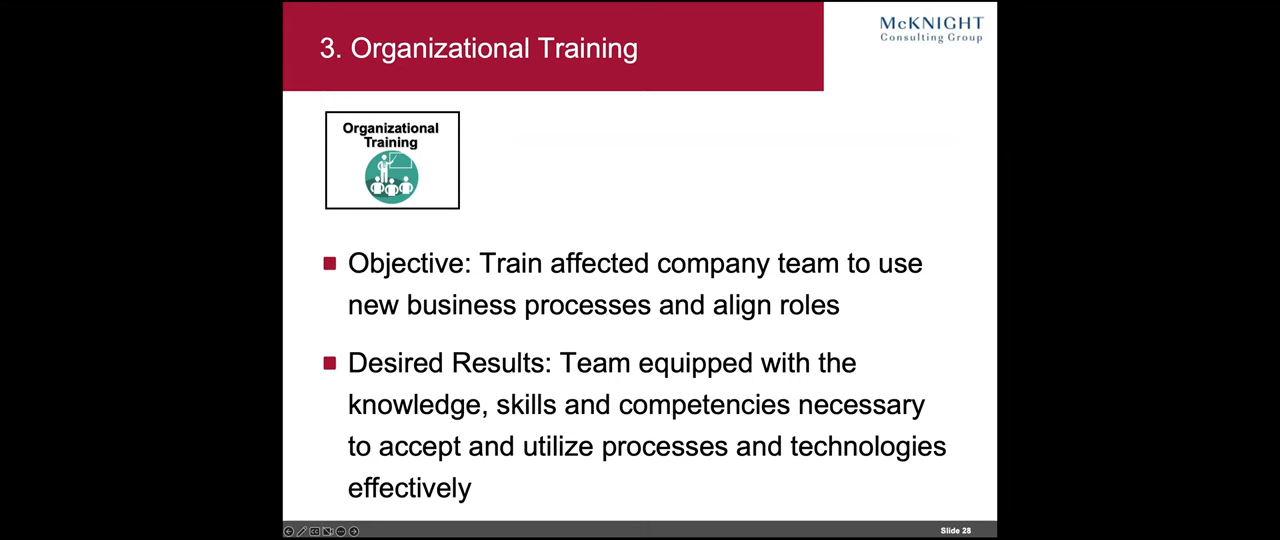 3. Organizational Training
McKNIGHT
Consulting Group
Organizational
Training
Objective: Train affected company team to use
new business processes and align roles
Desired Results: Team equipped with the
knowledge, skills and competencies necessary
to accept and utilize processes and technologies
effectively
Slide 28